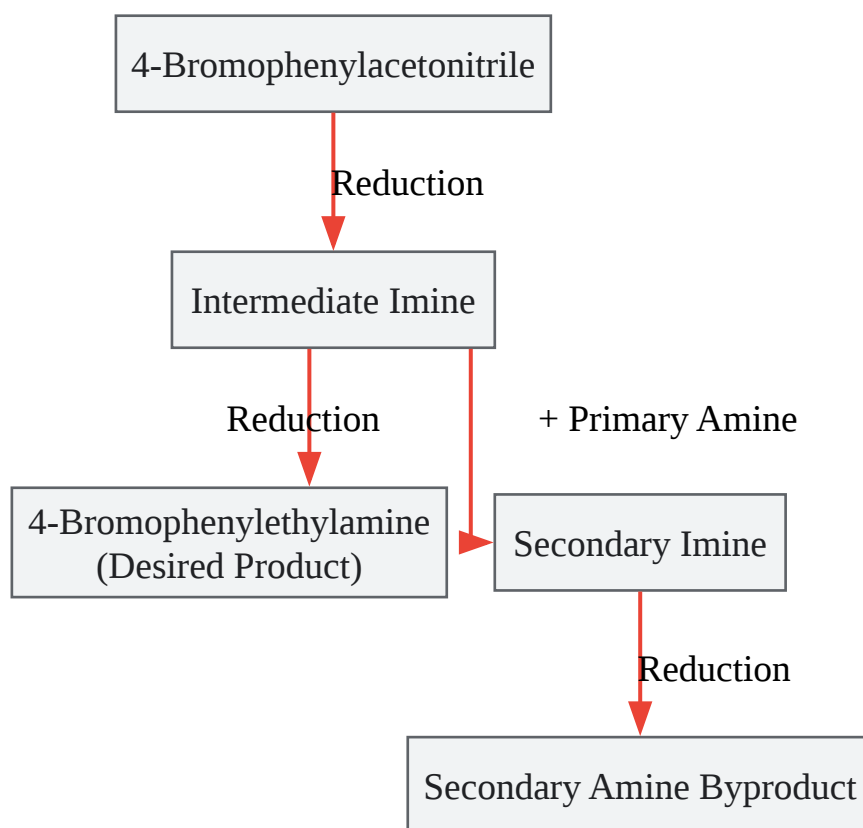 4-Bromophenylacetonitrile
Reduction
Intermediate Imine
Reduction
+ Primary Amine
4-Bromophenylethylamine
(Desired Product)
Secondary Imine
Reduction
Secondary Amine Byproduct